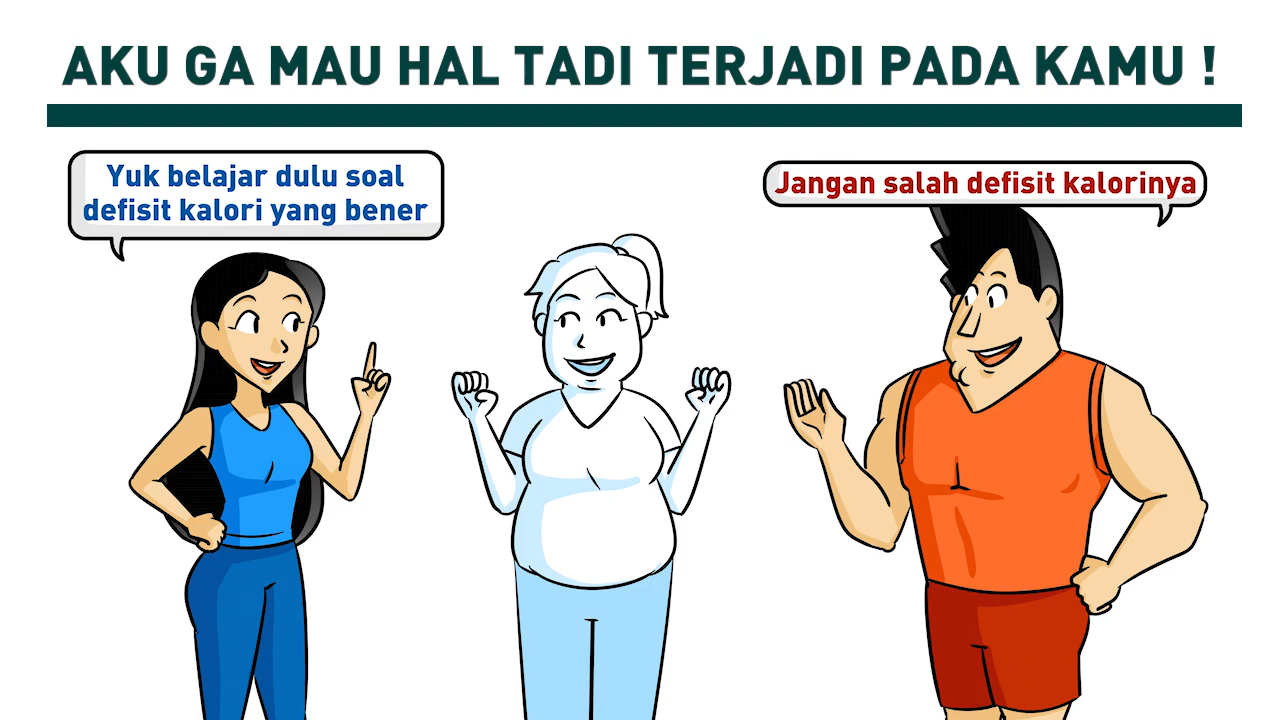 AKU GA MAU HAL TADI TERJADI PADA KAMU !
Yuk belajar dulu soal
defisit kalori yang bener
Jangan salah defisit kalorinya